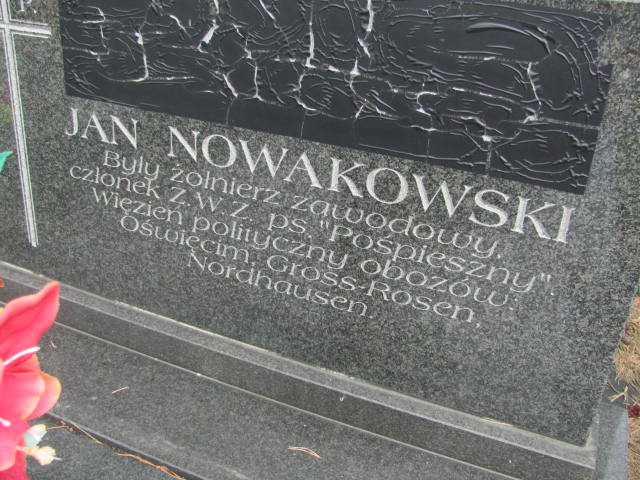 JAN NOWAKOWSKI
Były żołnierz zawodowy,
członek Z.W.Z. ps. "Pośpieszny".
Więzień polityczny obozów:
Oświęcim, Gross-Rosen,
Nordhausen.